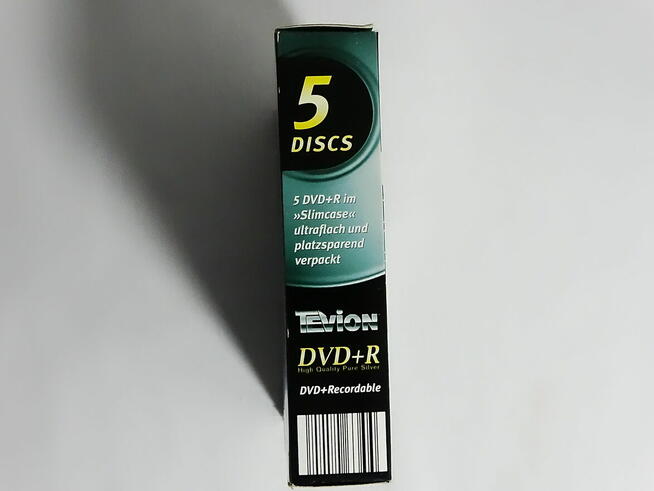 5
DISCS
5 DVD+R im
»Slimcase«
ultraflach und
platzsparend
verpackt
TEVION
DVD+R
High Quality Pure Silver
DVD+Recordable